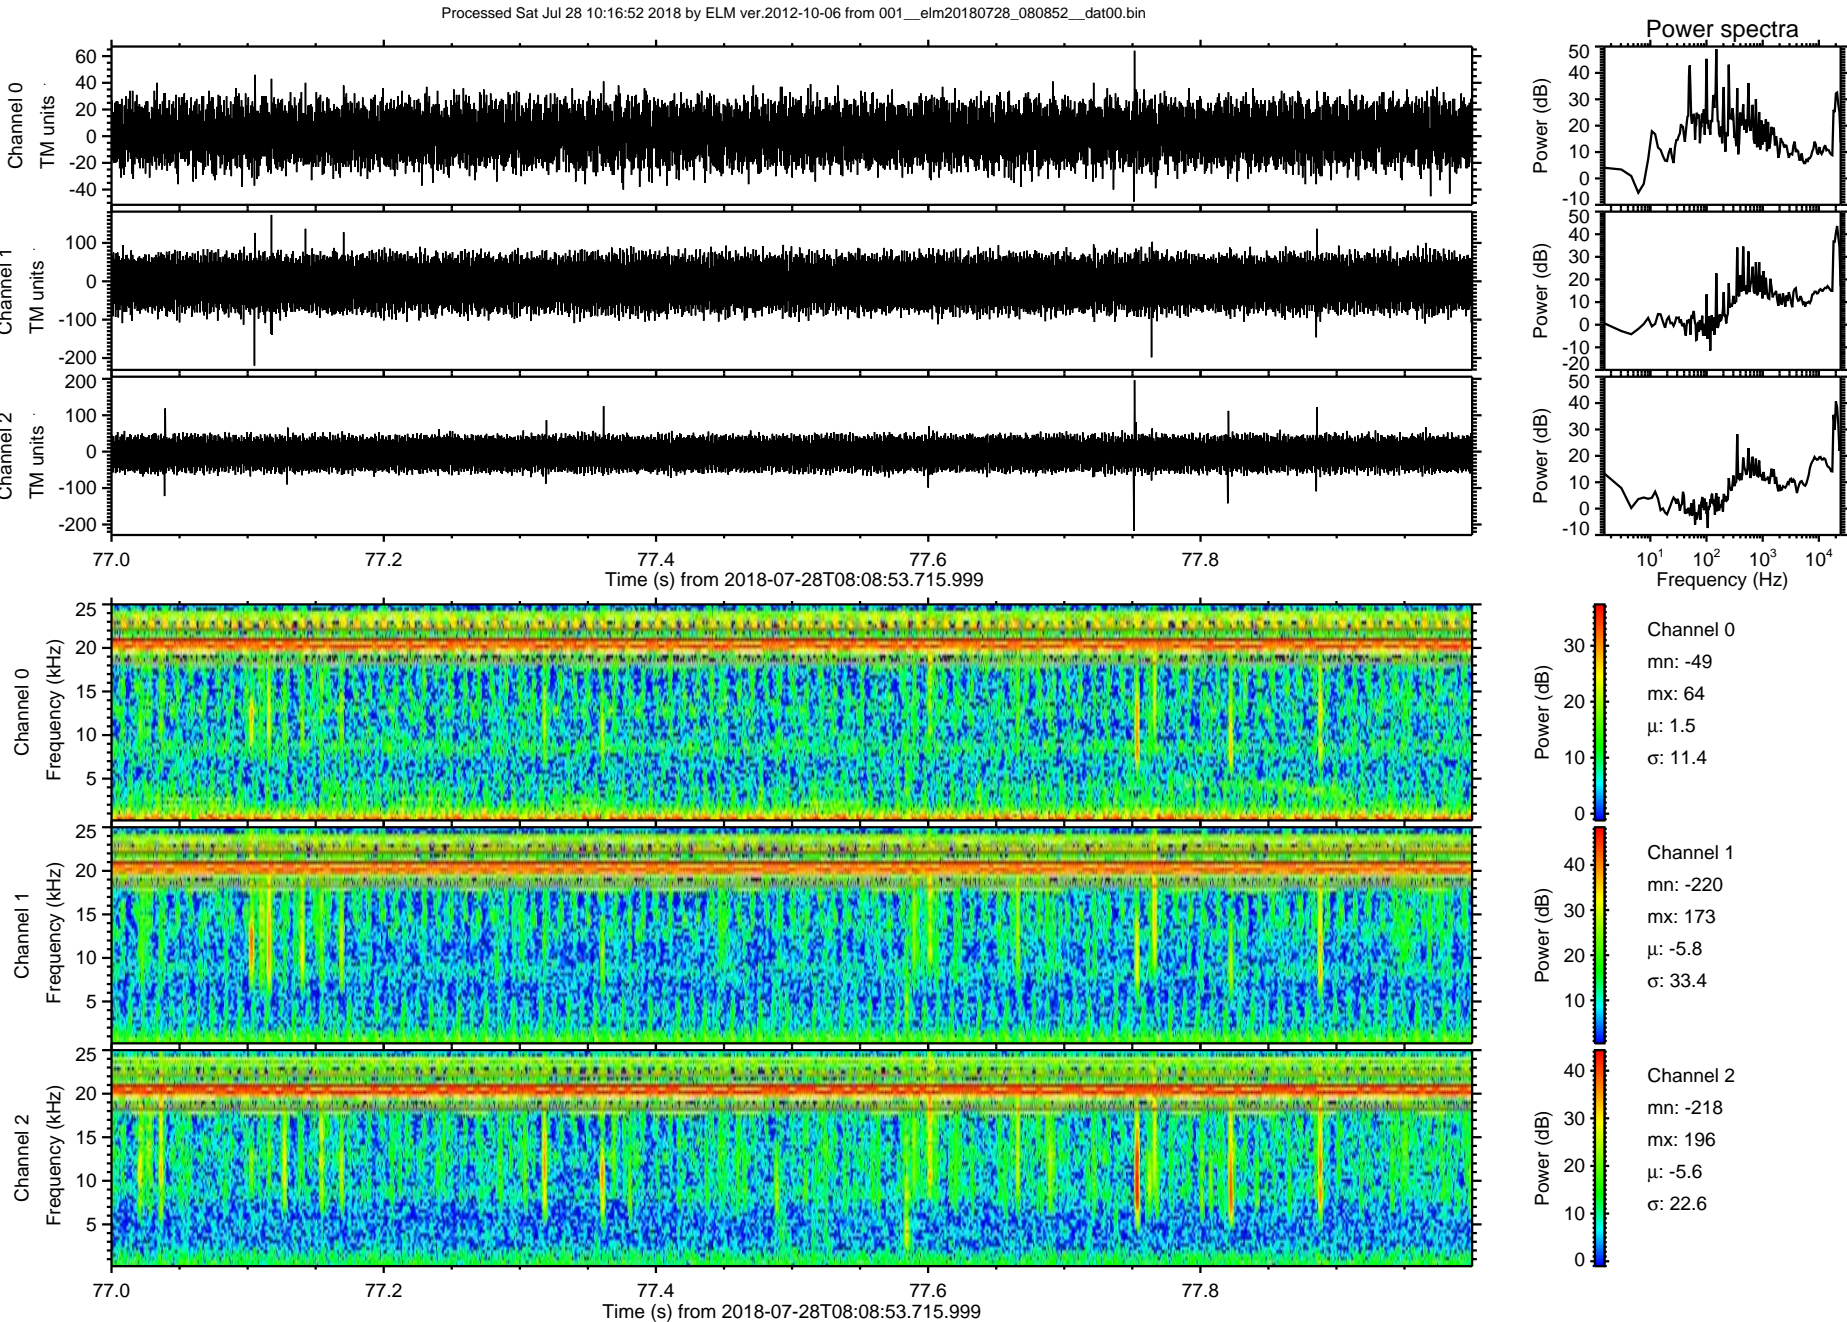 Processed Sat Jul 28 10:16:52 2018 by ELM ver.2012-10-06 from 001__elm20180728_080852__dat00.bin
Power spectra
Channel 0
TM units
60
40
20
0
-20
-40
Power (dB)
50
40
30
20
10
0
-10
Channel 1
TM units
100
0
-100
-200
Power (dB)
50
40
30
20
10
0
-10
-20
Channel 2
TM units
200
100
0
-100
-200
Power (dB)
50
40
30
20
10
0
-10
77.0 77.2 77.4 77.6 77.8
Time (s) from 2018-07-28T08:08:53.715.999
10¹ 10² 10³ 10⁴
Frequency (Hz)
Channel 0
Frequency (kHz)
25
20
15
10
5
Power (dB)
30
20
10
0
Channel 0
mn: -49
mx: 64
μ: 1.5
σ: 11.4
Channel 1
Frequency (kHz)
25
20
15
10
5
Power (dB)
40
30
20
10
Channel 1
mn: -220
mx: 173
μ: -5.8
σ: 33.4
Channel 2
Frequency (kHz)
25
20
15
10
5
Power (dB)
40
30
20
10
0
Channel 2
mn: -218
mx: 196
μ: -5.6
σ: 22.6
77.0 77.2 77.4 77.6 77.8
Time (s) from 2018-07-28T08:08:53.715.999